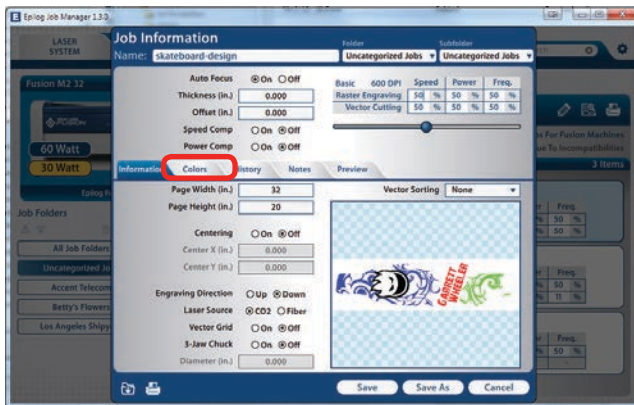 Epilog Job Manager 1.3.0
LASER
SYSTEM
Fusion M2 32
60 Watt
30 Watt
Job Folders
All Job Folders
Uncategorized Jo
Accent Telecom
Betty's Flowers
Los Angeles Shipy
Job Information
Name: skateboard-design
Folder
Uncategorized Jobs
Subfolder
Uncategorized Jobs
Auto Focus On Off
Thickness (in.) 0.000
Offset (in.) 0.000
Speed Comp On Off
Power Comp On Off
Basic 600 DPI Speed Power Freq.
Raster Engraving 50 % 50 % 50 %
Vector Cutting 50 % 50 % 50 %
Information Colors istory Notes Preview
Page Width (in.) 32
Page Height (in.) 20
Centering On Off
Center X (in.) 0.000
Center Y (in.) 0.000
Engraving Direction Up Down
Laser Source CO2 Fiber
Vector Grid On Off
3-Jaw Chuck On Off
Diameter (in.) 0.000
Vector Sorting None
GARRETT
WHEELER
Save Save As Cancel
er For Fusion Machines
ue To Incompatibilities
3 Items
r Freq.
% 50 %
% 50 %
r Freq.
% 50 %
% 11 %
r Freq.
% 50 %